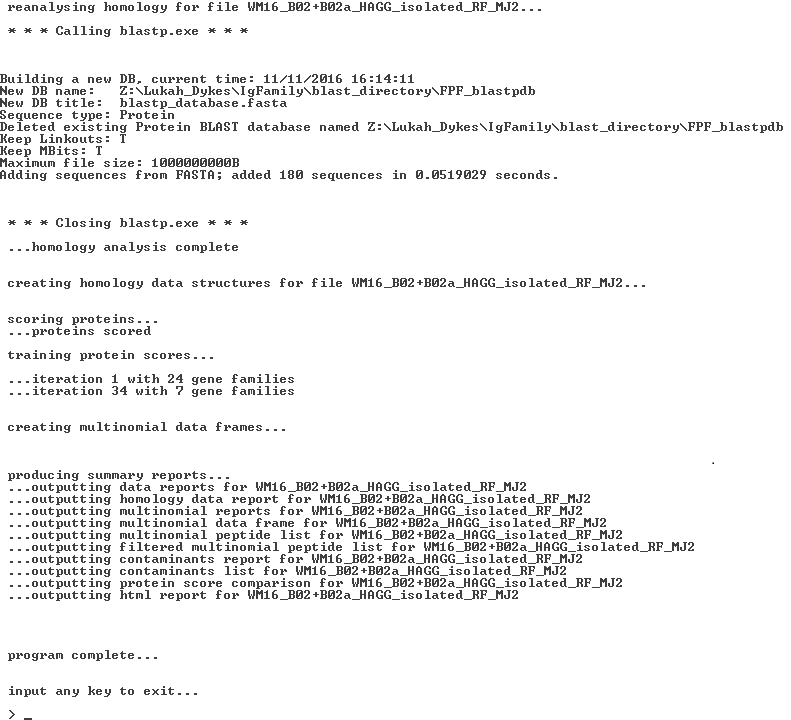 reanalysing homology for file WM16_B02+B02a_HAGG_isolated_RF_MJ2...
* * * Calling blastp.exe * * *
Building a new DB, current time: 11/11/2016 16:14:11
New DB name:   Z:\Lukah_Dykes\IgFamily\blast_directory\FPF_blastpdb
New DB title:  blastp_database.fasta
Sequence type: Protein
Deleted existing Protein BLAST database named Z:\Lukah_Dykes\IgFamily\blast_directory\FPF_blastpdb
Keep Linkouts: T
Keep MBits: T
Maximum file size: 1000000000B
Adding sequences from FASTA; added 180 sequences in 0.0519029 seconds.
* * * Closing blastp.exe * * *
...homology analysis complete
creating homology data structures for file WM16_B02+B02a_HAGG_isolated_RF_MJ2...
scoring proteins...
...proteins scored
training protein scores...
...iteration 1 with 24 gene families
...iteration 34 with 7 gene families
creating multinomial data frames...
producing summary reports...
...outputting data reports for WM16_B02+B02a_HAGG_isolated_RF_MJ2
...outputting homology data report for WM16_B02+B02a_HAGG_isolated_RF_MJ2
...outputting multinomial reports for WM16_B02+B02a_HAGG_isolated_RF_MJ2
...outputting multinomial data frame for WM16_B02+B02a_HAGG_isolated_RF_MJ2
...outputting multinomial peptide list for WM16_B02+B02a_HAGG_isolated_RF_MJ2
...outputting filtered multinomial peptide list for WM16_B02+B02a_HAGG_isolated_RF_MJ2
...outputting contaminants report for WM16_B02+B02a_HAGG_isolated_RF_MJ2
...outputting contaminants list for WM16_B02+B02a_HAGG_isolated_RF_MJ2
...outputting protein score comparison for WM16_B02+B02a_HAGG_isolated_RF_MJ2
...outputting html report for WM16_B02+B02a_HAGG_isolated_RF_MJ2
program complete...
input any key to exit...
> _